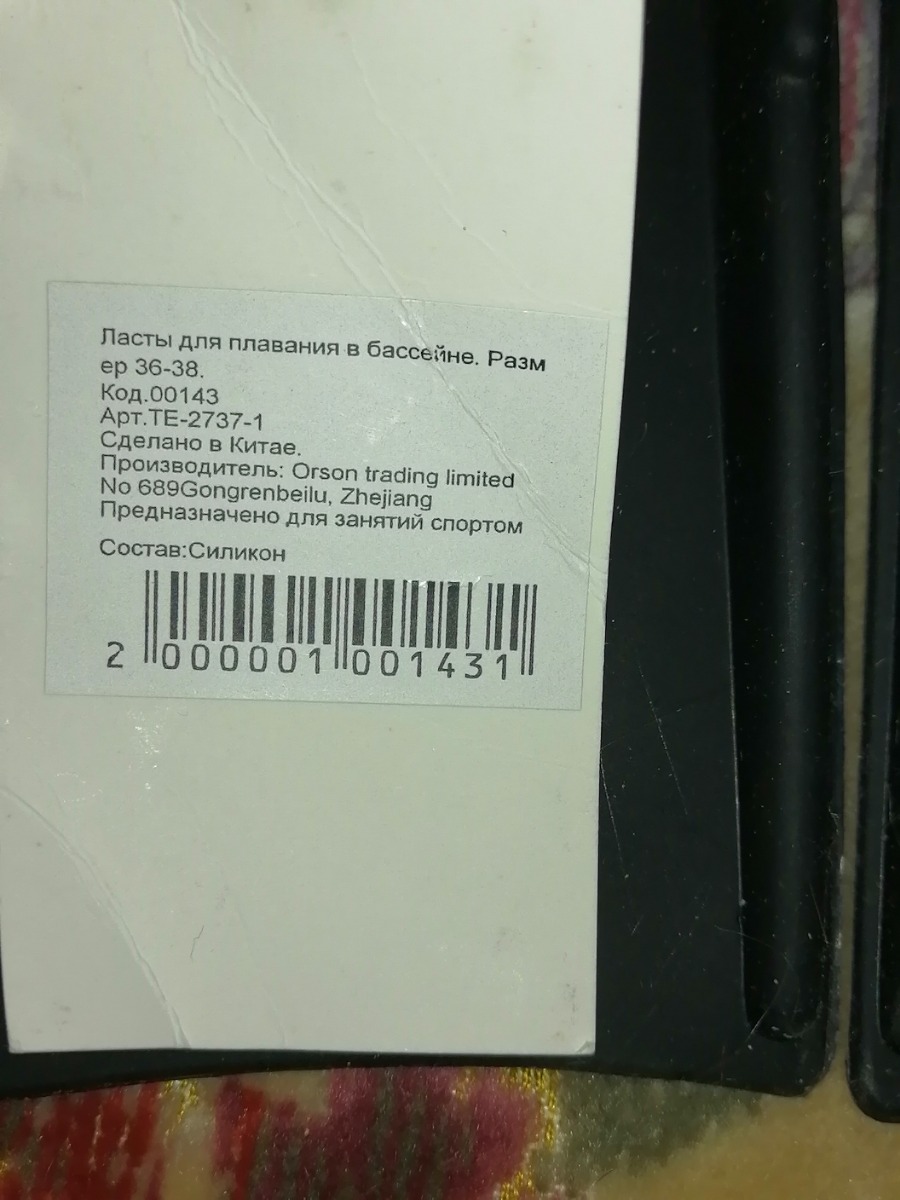 Ласты для плавания в бассейне. Разм
ер 36-38.
Код.00143
Арт.TE-2737-1
Сделано в Китае.
Производитель: Orson trading limited
No 689Gongrenbeilu, Zhejiang
Предназначено для занятий спортом
Состав:Силикон
2 000001 001431